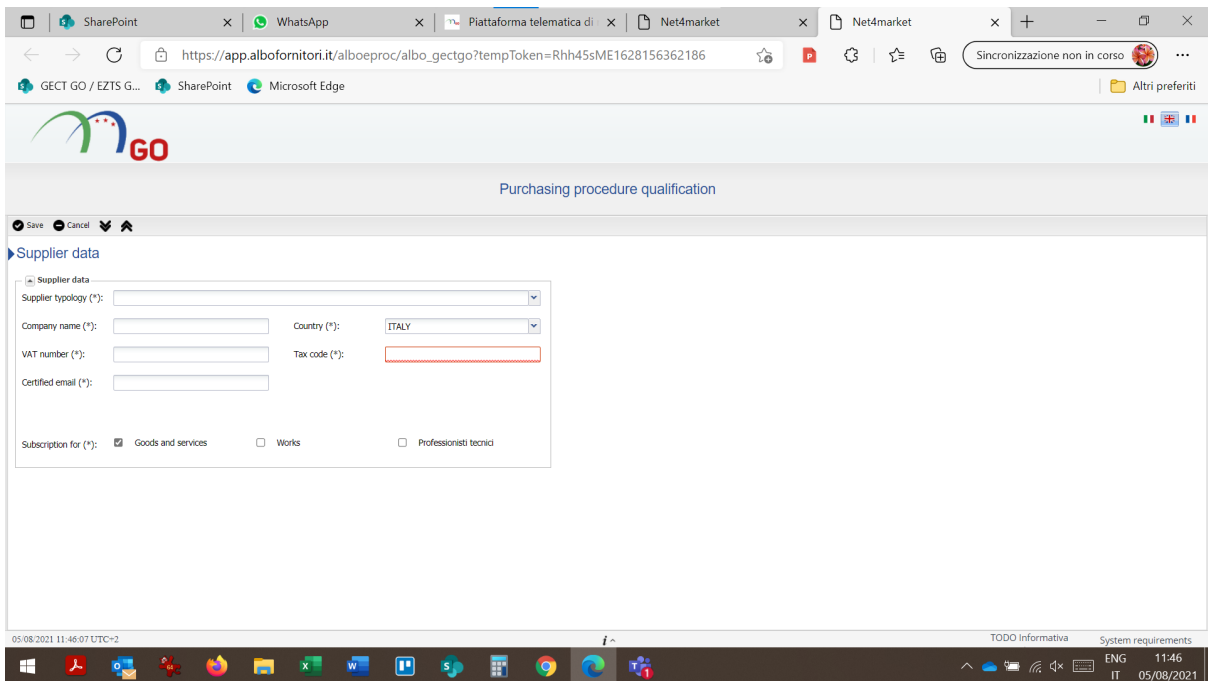 SharePoint
WhatsApp
Piattaforma telematica di
Net4market
Net4market
https://app.albofornitori.it/alboeproc/albo_gectgo?tempToken=Rhh45sME1628156362186
Sincronizzazione non in corso
GECT GO / EZTS G...
SharePoint
Microsoft Edge
Altri preferiti
GO
Purchasing procedure qualification
Save Cancel
Supplier data
Supplier data
Supplier typology (*):
Company name (*): Country (*): ITALY
VAT number (*): Tax code (*):
Certified email (*):
Subscription for (*): Goods and services Works Professionisti tecnici
05/08/2021 11:46:07 UTC+2 i TODO Informativa System requirements
ENG 11:46
IT 05/08/2021